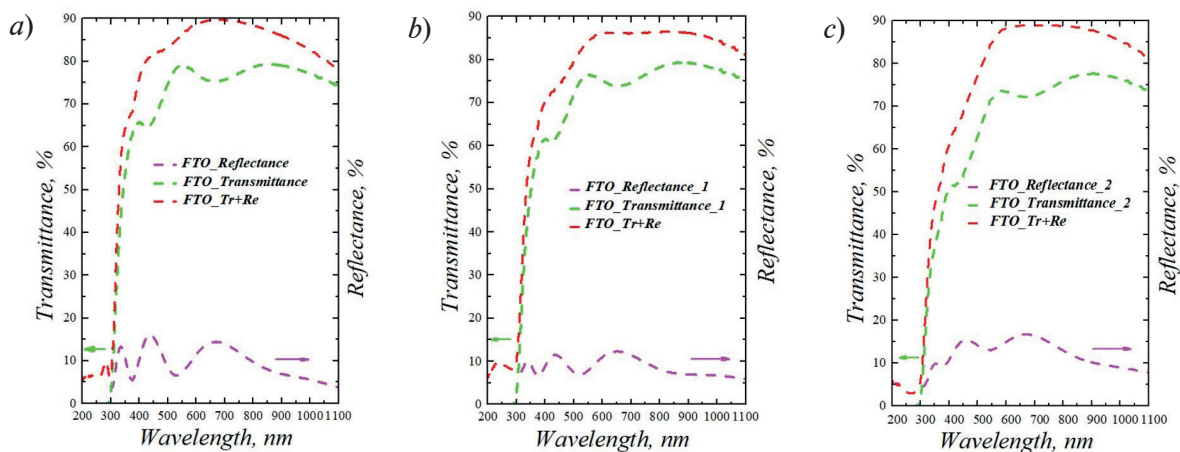 a)
90
80
70
60
50
40
30
20
10
0
Transmittance, %
Reflectance, %
FTO_Reflectance
FTO_Transmittance
FTO_Tr+Re
200 300 400 500 600 700 800 900 1000 1100
Wavelength, nm
b)
90
80
70
60
50
40
30
20
10
0
Transmittance, %
Reflectance, %
FTO_Reflectance_1
FTO_Transmittance_1
FTO_Tr+Re
200 300 400 500 600 700 800 900 1000 1100
Wavelength, nm
c)
90
80
70
60
50
40
30
20
10
0
Transmittance, %
Reflectance, %
FTO_Reflectance_2
FTO_Transmittance_2
FTO_Tr+Re
200 300 400 500 600 700 800 900 1000 1100
Wavelength, nm